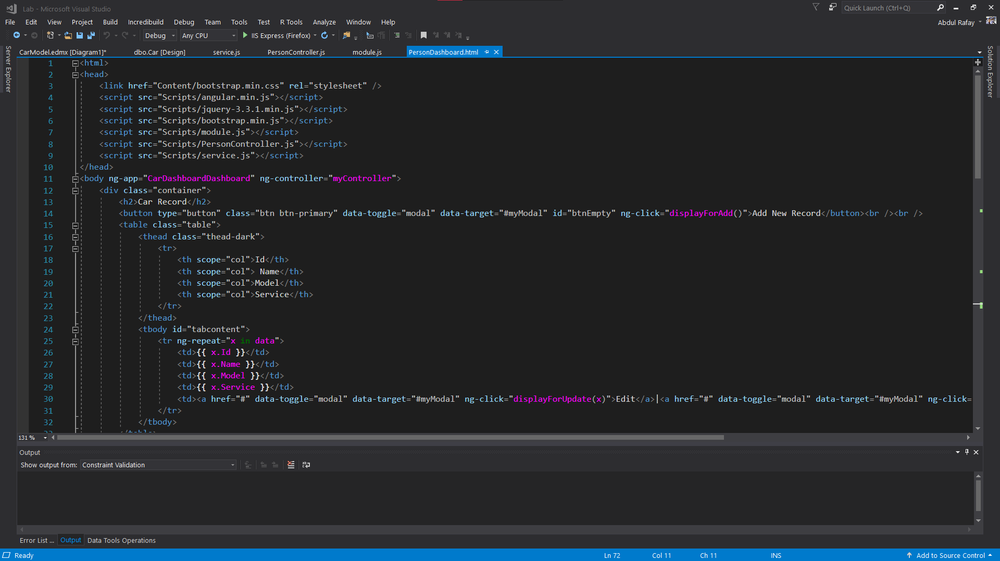 Lab - Microsoft Visual Studio
Quick Launch (Ctrl+Q)
File Edit View Project Build Incredibuild Debug Team Tools Test R Tools Analyze Window Help
Abdul Rafay
Debug Any CPU IIS Express (Firefox)
Server Explorer
Solution Explorer
CarModel.edmx [Diagram1]* dbo.Car [Design] service.js PersonController.js module.js PersonDashboard.html
1 <html>
2 <head>
3 <link href="Content/bootstrap.min.css" rel="stylesheet" />
4 <script src="Scripts/angular.min.js"></script>
5 <script src="Scripts/jquery-3.3.1.min.js"></script>
6 <script src="Scripts/bootstrap.min.js"></script>
7 <script src="Scripts/module.js"></script>
8 <script src="Scripts/PersonController.js"></script>
9 <script src="Scripts/service.js"></script>
10 </head>
11 <body ng-app="CarDashboardDashboard" ng-controller="myController">
12 <div class="container">
13 <h2>Car Record</h2>
14 <button type="button" class="btn btn-primary" data-toggle="modal" data-target="#myModal" id="btnEmpty" ng-click="displayForAdd()">Add New Record</button><br /><br />
15 <table class="table">
16 <thead class="thead-dark">
17 <tr>
18 <th scope="col">Id</th>
19 <th scope="col"> Name</th>
20 <th scope="col">Model</th>
21 <th scope="col">Service</th>
22 </tr>
23 </thead>
24 <tbody id="tabcontent">
25 <tr ng-repeat="x in data">
26 <td>{{ x.Id }}</td>
27 <td>{{ x.Name }}</td>
28 <td>{{ x.Model }}</td>
29 <td>{{ x.Service }}</td>
30 <td><a href="#" data-toggle="modal" data-target="#myModal" ng-click="displayForUpdate(x)">Edit</a>|<a href="#" data-toggle="modal" data-target="#myModal" ng-click=
31 </tr>
32 </tbody>
33 </table>
131 %
Output
Show output from: Constraint Validation
Error List ... Output Data Tools Operations
Ready Ln 72 Col 11 Ch 11 INS Add to Source Control